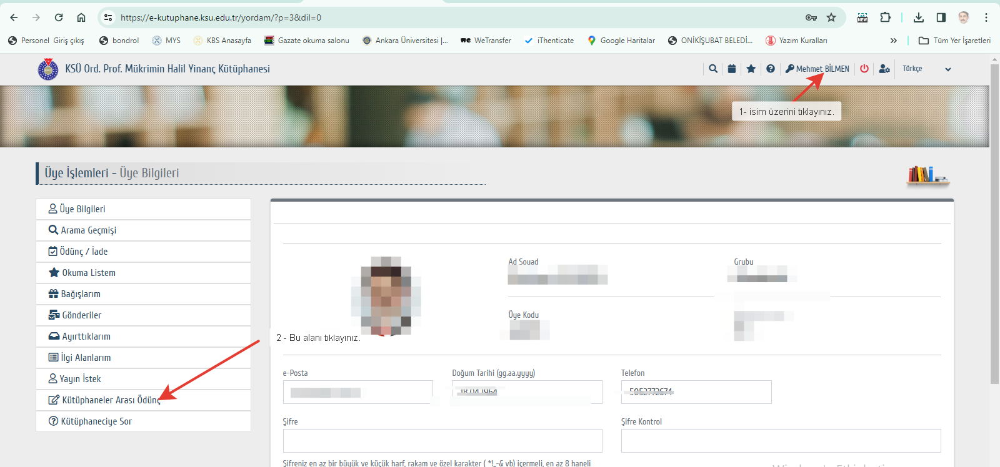 https://e-kutuphane.ksu.edu.tr/yordam/?p=3&dil=0
NEW
Personel Giriş çıkış
bondrol
MYS
KBS Anasayfa
Gazate okuma salonu
Ankara Üniversitesi |...
WeTransfer
iThenticate
Google Haritalar
ONİKİŞUBAT BELEDİ...
Yazım Kuralları
»
Tüm Yer İşaretleri
KSÜ Ord. Prof. Mükrimin Halil Yinanç Kütüphanesi
Mehmet BİLMEN
Türkçe
1- isim üzerini tıklayınız.
Üye İşlemleri - Üye Bilgileri
Üye Bilgileri
Arama Geçmişi
Ödünç / İade
Okuma Listem
Bağışlarım
Gönderiler
Ayırttıklarım
İlgi Alanlarım
Yayın İstek
Kütüphaneler Arası Ödünç
Kütüphaneciye Sor
Ad Soyad
Grubu
Üye Kodu
2 - Bu alanı tıklayınız.
e-Posta
Doğum Tarihi (gg.aa.yyyy)
Telefon
Şifre
Şifre Kontrol
Şifreniz en az bir büyük ve küçük harf, rakam ve özel karakter ( *!_-& vb) içermeli, en az 8 haneli